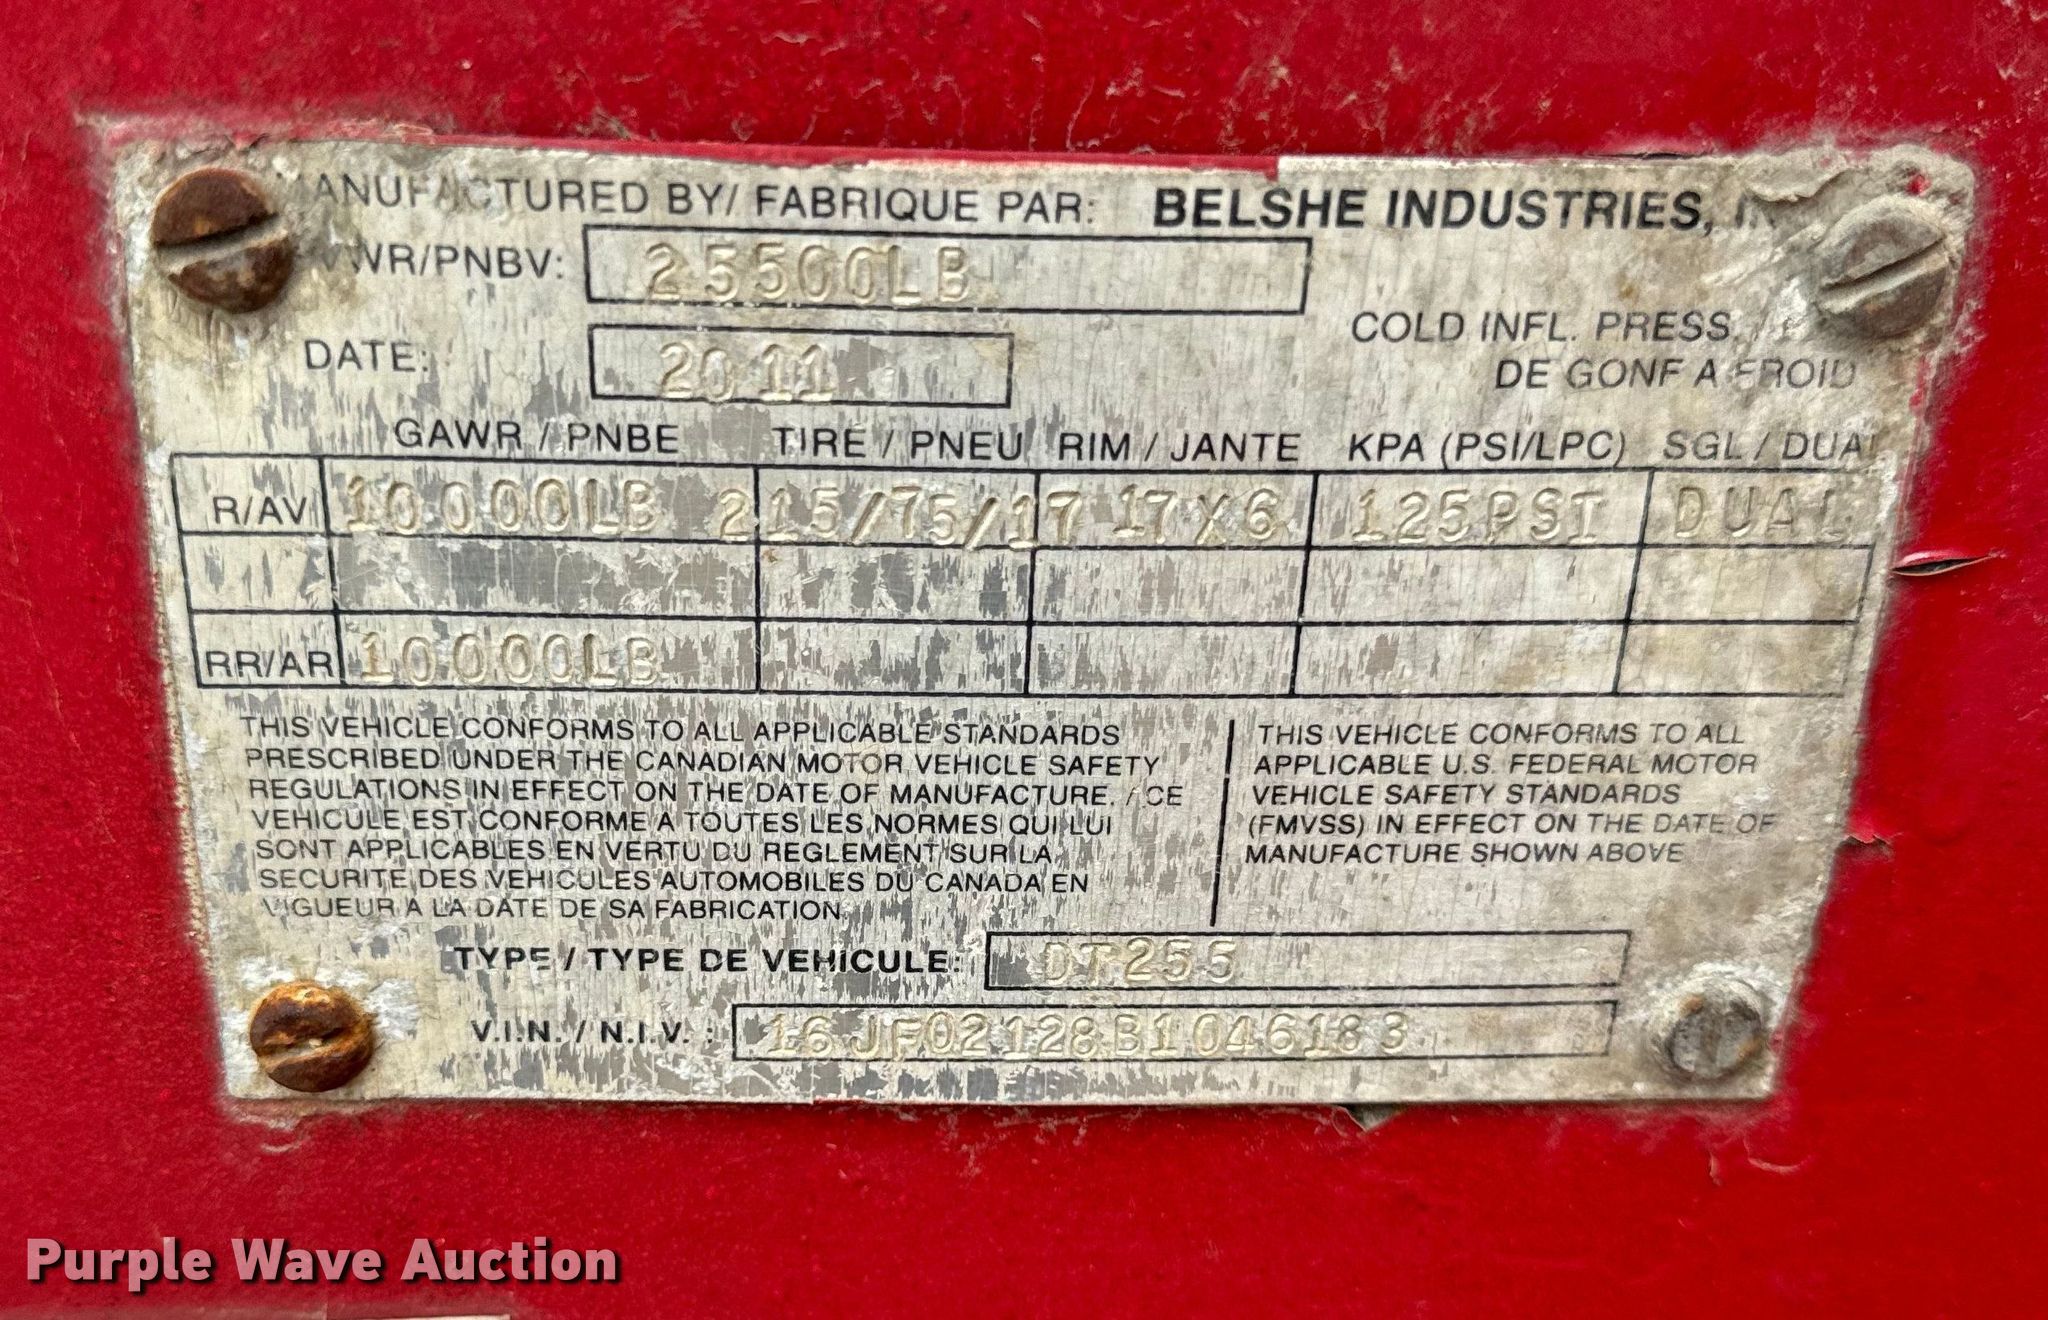 MANUFACTURED BY/ FABRIQUE PAR: BELSHE INDUSTRIES,
GVWR/PNBV: 25500LB
COLD INFL. PRESS.
DATE: 2011
DE GONF A FROID
GAWR / PNBE TIRE / PNEU RIM / JANTE KPA (PSI/LPC) SGL / DUAL
R/AV 10000LB 215/75/17 17X6 125PSI DUAL
I/I
RR/AR 10000LB
THIS VEHICLE CONFORMS TO ALL APPLICABLE STANDARDS
PRESCRIBED UNDER THE CANADIAN MOTOR VEHICLE SAFETY
REGULATIONS IN EFFECT ON THE DATE OF MANUFACTURE. / CE
VEHICULE EST CONFORME A TOUTES LES NORMES QUI LUI
SONT APPLICABLES EN VERTU DU REGLEMENT SUR LA
SECURITE DES VEHICULES AUTOMOBILES DU CANADA EN
VIGUEUR A LA DATE DE SA FABRICATION
THIS VEHICLE CONFORMS TO ALL
APPLICABLE U.S. FEDERAL MOTOR
VEHICLE SAFETY STANDARDS
(FMVSS) IN EFFECT ON THE DATE OF
MANUFACTURE SHOWN ABOVE
TYPE / TYPE DE VEHICULE: DT255
V.I.N. / N.I.V. : 16JF02128B1046183
Purple Wave Auction